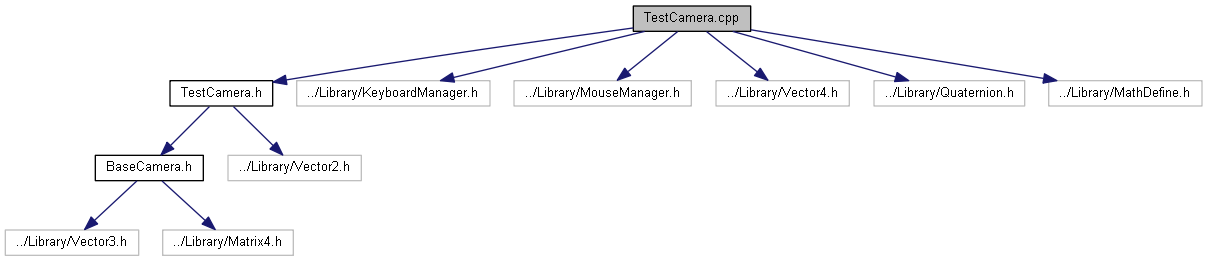 TestCamera.cpp
TestCamera.h
../Library/KeyboardManager.h
../Library/MouseManager.h
../Library/Vector4.h
../Library/Quaternion.h
../Library/MathDefine.h
BaseCamera.h
../Library/Vector2.h
../Library/Vector3.h
../Library/Matrix4.h